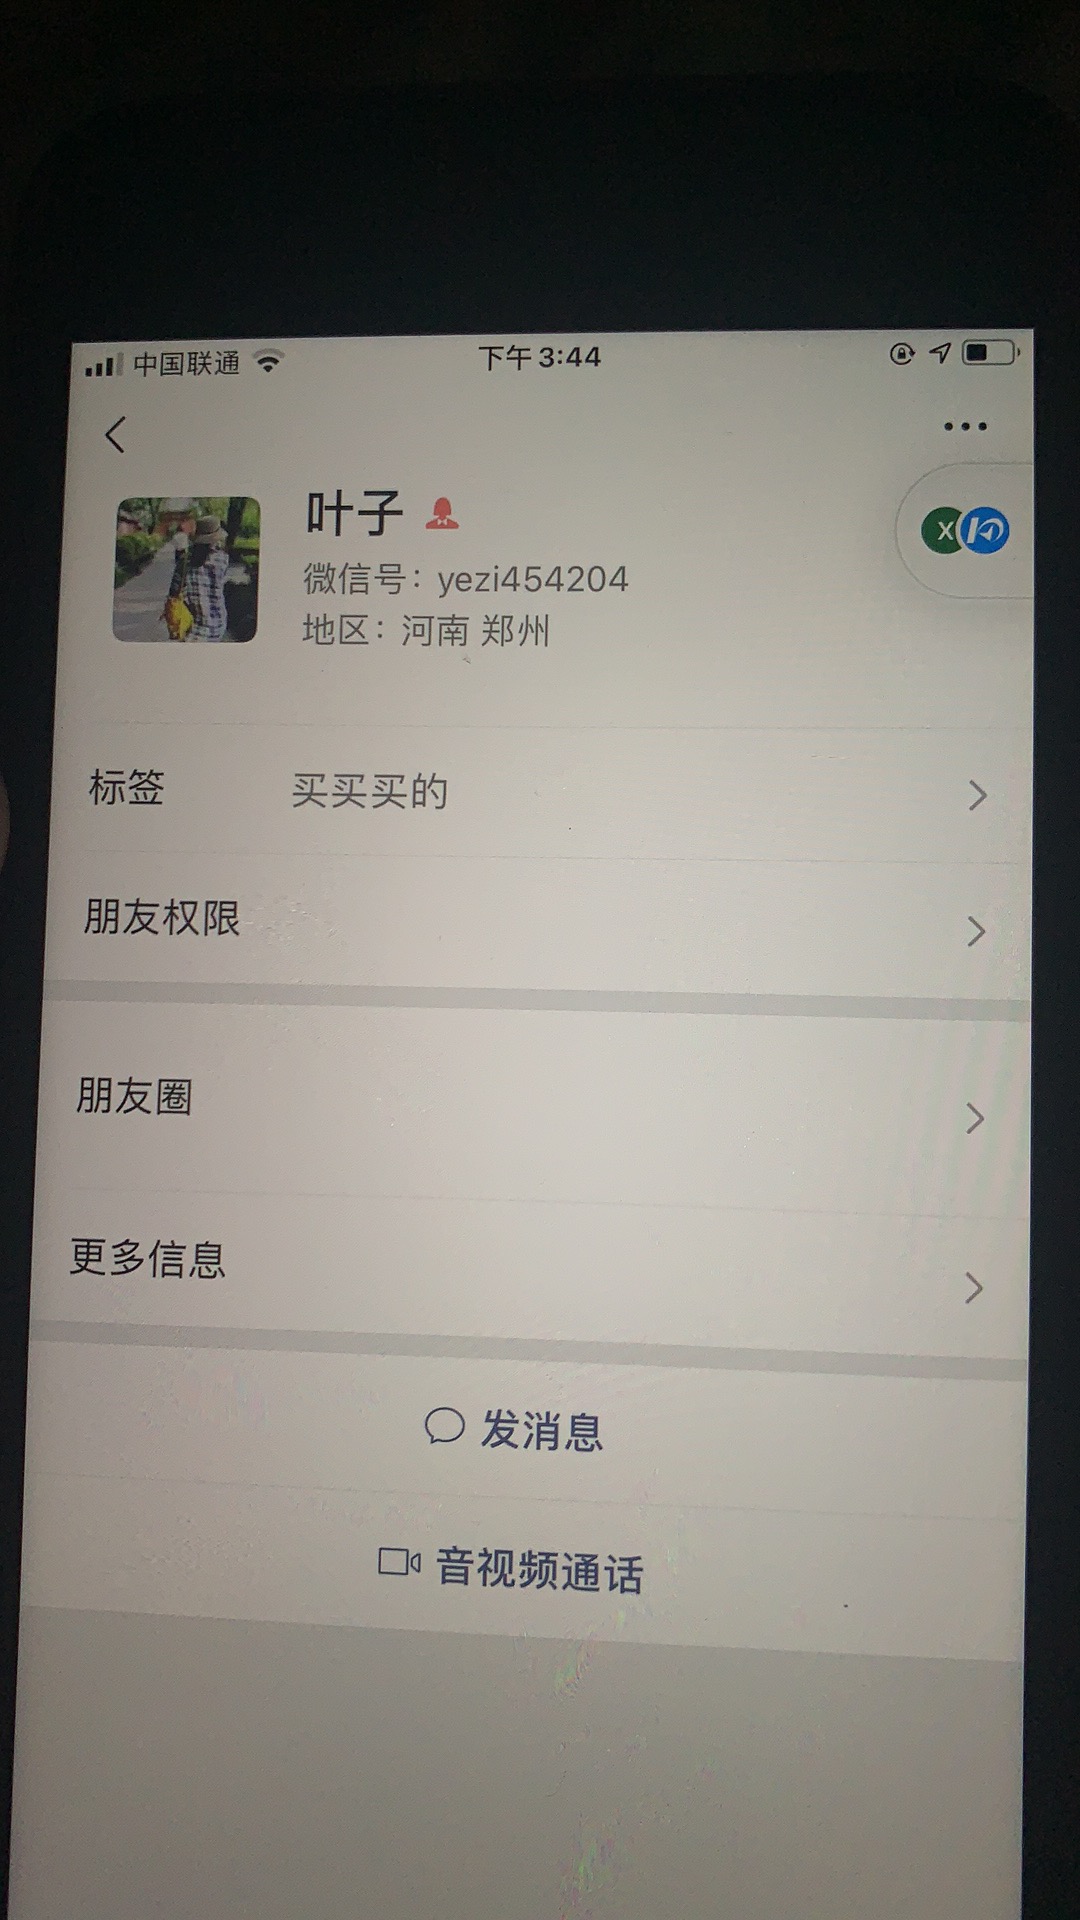 中国联通 下午3:44
叶子
微信号：yezi454204
地区：河南 郑州
X
标签 买买买的
朋友权限
朋友圈
更多信息
发消息
音视频通话